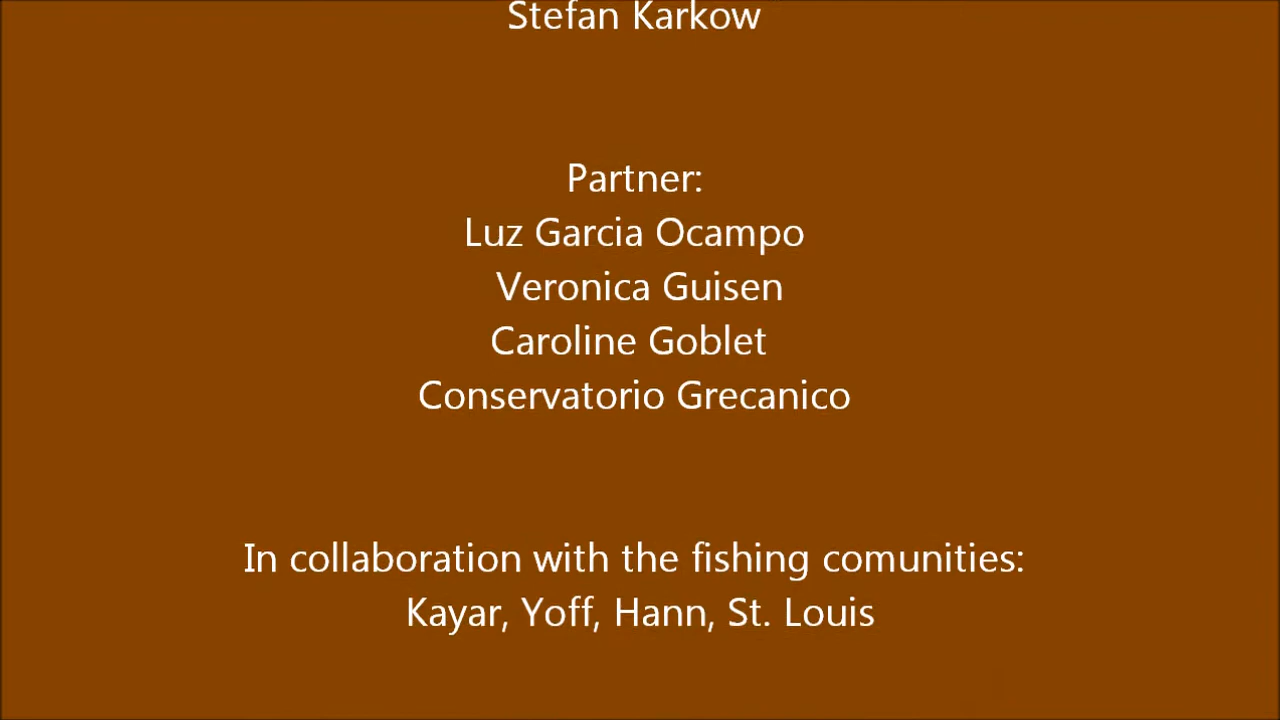 Stefan Karkow
Partner:
Luz Garcia Ocampo
Veronica Guisen
Caroline Goblet
Conservatorio Grecanico
In collaboration with the fishing comunities:
Kayar, Yoff, Hann, St. Louis